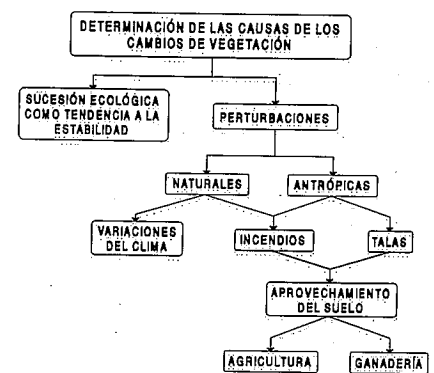 DETERMINACIÓN DE LAS CAUSAS DE LOS
CAMBIOS DE VEGETACIÓN
SUCESIÓN ECOLÓGICA
COMO TENDENCIA A LA
ESTABILIDAD
PERTURBACIONES
NATURALES
ANTRÓPICAS
VARIACIONES
DEL CLIMA
INCENDIOS
TALAS
APROVECHAMIENTO
DEL SUELO
AGRICULTURA
GANADERÍA